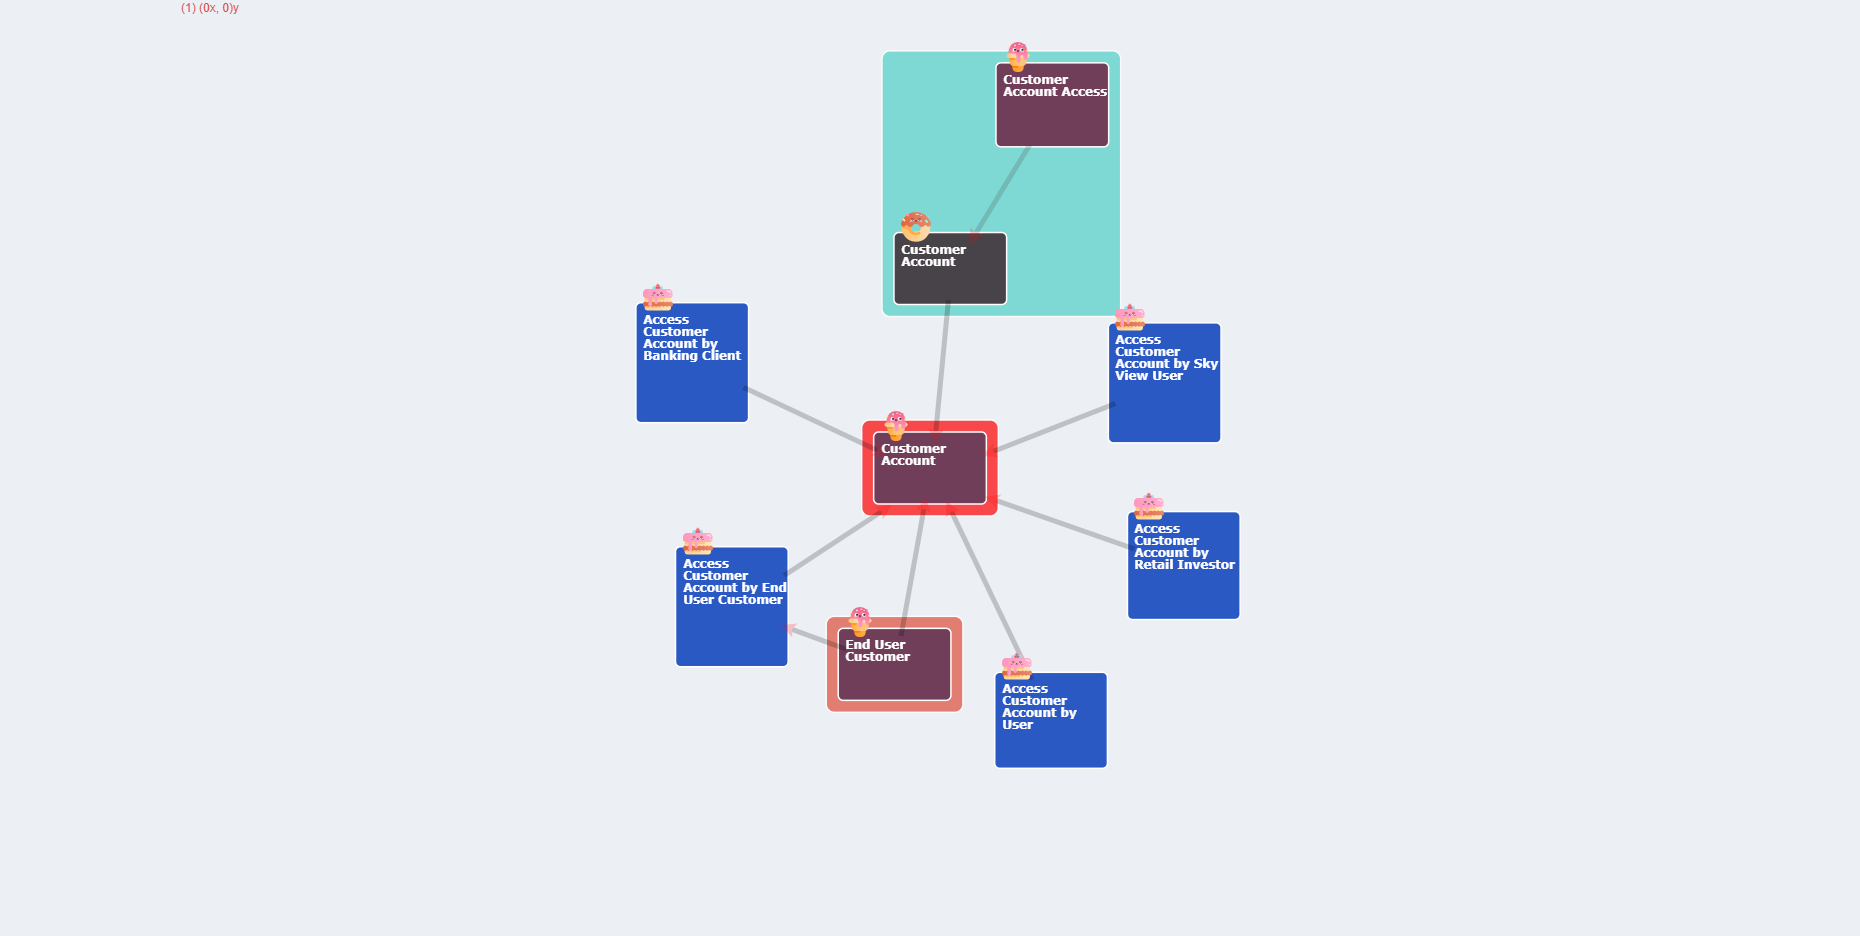 (1) (0x, 0)y
Customer
Account Access
Customer
Account
Access
Customer
Account by
Banking Client
Access
Customer
Account by Sky
View User
Customer
Account
Access
Customer
Account by
Retail Investor
Access
Customer
Account by End
User Customer
End User
Customer
Access
Customer
Account by
User